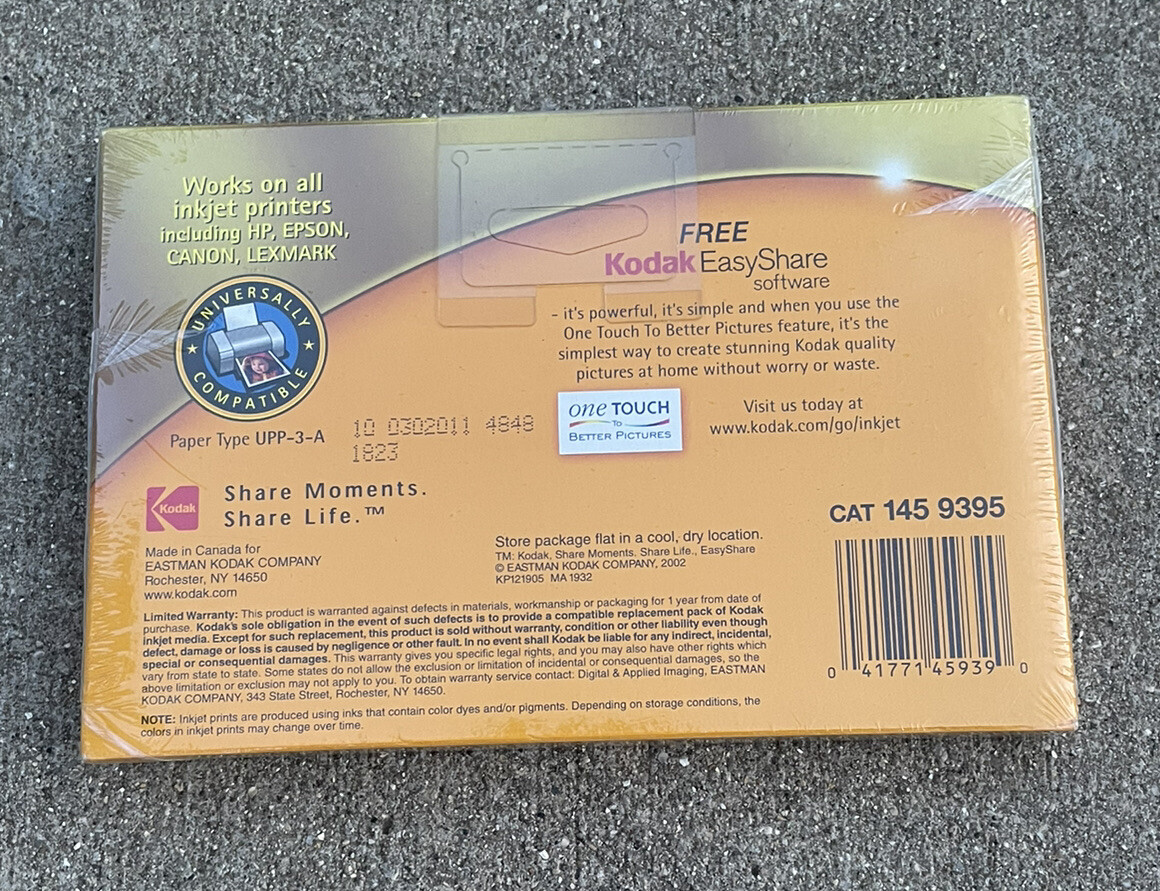 Works on all
inkjet printers
including HP, EPSON,
CANON, LEXMARK
UNIVERSALLY
COMPATIBLE
Paper Type UPP-3-A
10 0302011 4848
1823
FREE
Kodak EasyShare
software
- it's powerful, it's simple and when you use the
One Touch To Better Pictures feature, it's the
simplest way to create stunning Kodak quality
pictures at home without worry or waste.
one TOUCH
TO
BETTER PICTURES
Visit us today at
www.kodak.com/go/inkjet
Kodak
Share Moments.
Share Life.™
Made in Canada for
EASTMAN KODAK COMPANY
Rochester, NY 14650
www.kodak.com
Store package flat in a cool, dry location.
TM: Kodak, Share Moments. Share Life., EasyShare
© EASTMAN KODAK COMPANY, 2002
KP121905 MA 1932
CAT 145 9395
0 41771 45939 0
Limited Warranty: This product is warranted against defects in materials, workmanship or packaging for 1 year from date of
purchase. Kodak's sole obligation in the event of such defects is to provide a compatible replacement pack of Kodak
inkjet media. Except for such replacement, this product is sold without warranty, condition or other liability even though
defect, damage or loss is caused by negligence or other fault. In no event shall Kodak be liable for any indirect, incidental,
special or consequential damages. This warranty gives you specific legal rights, and you may also have other rights which
vary from state to state. Some states do not allow the exclusion or limitation of incidental or consequential damages, so the
above limitation or exclusion may not apply to you. To obtain warranty service contact: Digital & Applied Imaging, EASTMAN
KODAK COMPANY, 343 State Street, Rochester, NY 14650.
NOTE: Inkjet prints are produced using inks that contain color dyes and/or pigments. Depending on storage conditions, the
colors in inkjet prints may change over time.